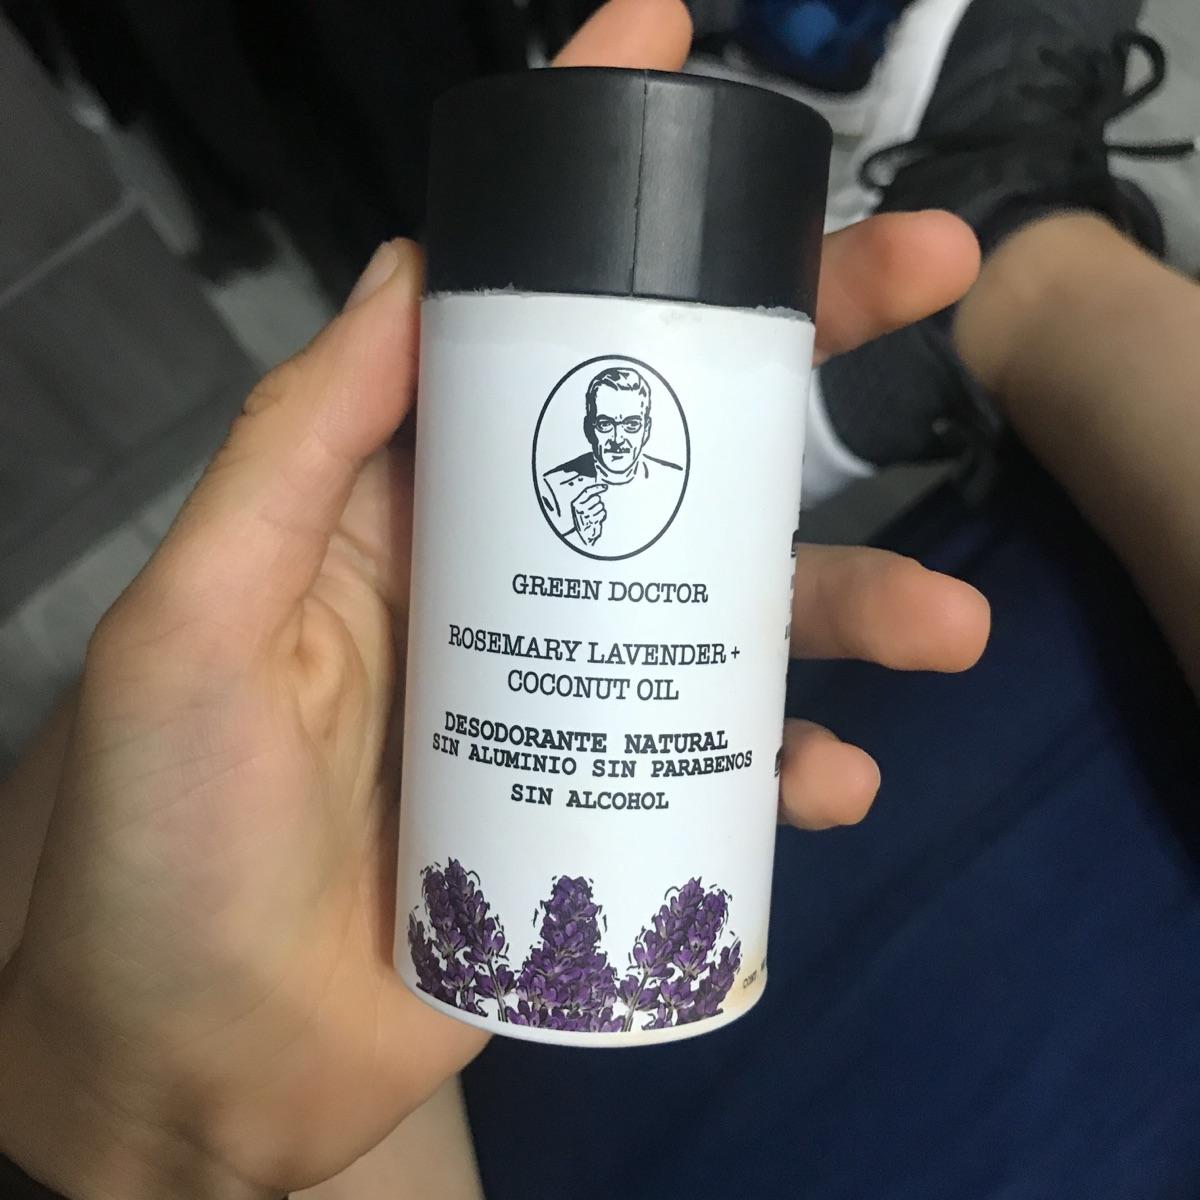 GREEN DOCTOR
ROSEMARY LAVENDER +
COCONUT OIL
DESODORANTE NATURAL
SIN ALUMINIO SIN PARABENOS
SIN ALCOHOL